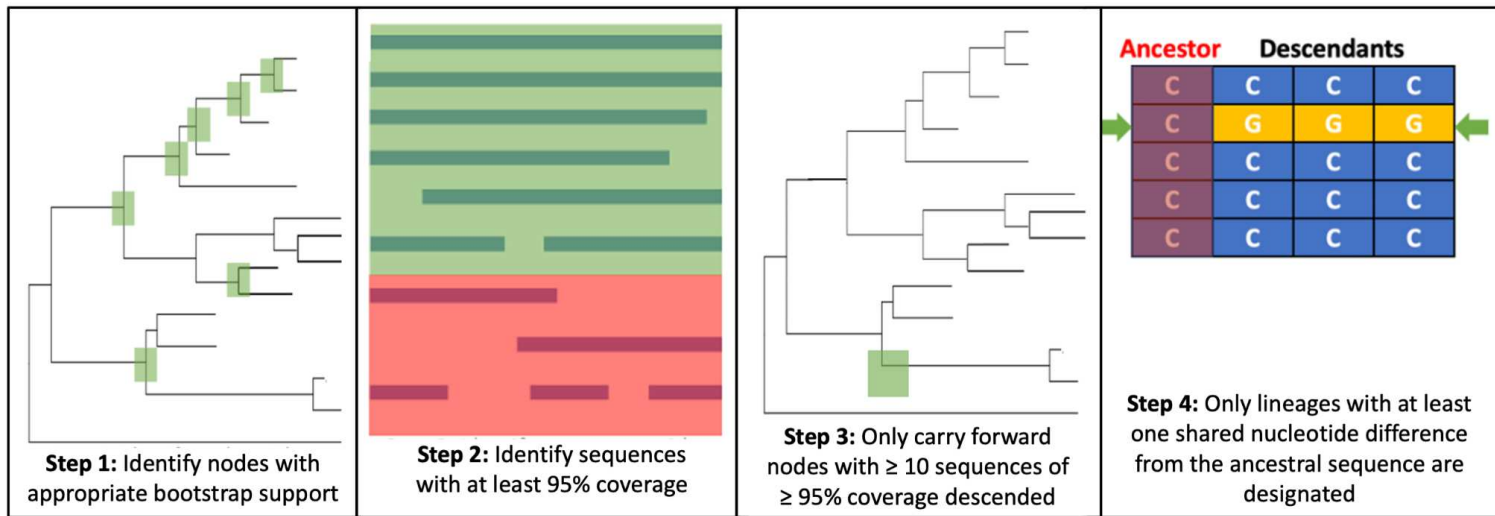 Step 1: Identify nodes with
appropriate bootstrap support
Step 2: Identify sequences
with at least 95% coverage
Step 3: Only carry forward
nodes with ≥ 10 sequences of
≥ 95% coverage descended
Ancestor Descendants
C C C C
C G G G
C C C C
C C C C
C C C C
Step 4: Only lineages with at least
one shared nucleotide difference
from the ancestral sequence are
designated